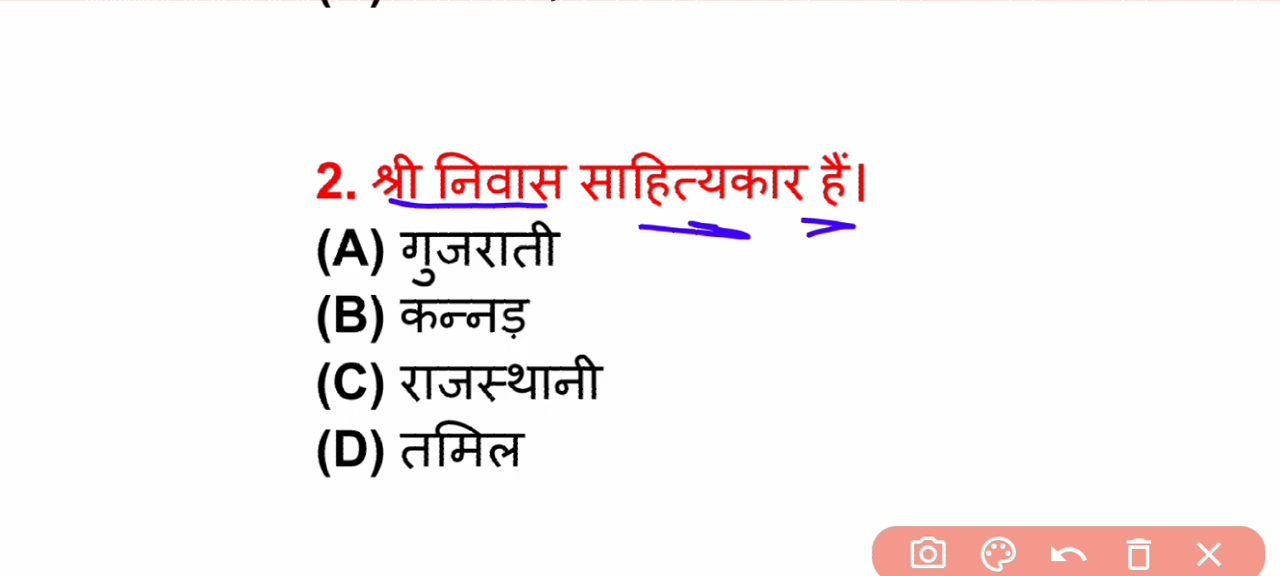 2. श्री निवास साहित्यकार हैं।
(A) गुजराती
(B) कन्नड़
(C) राजस्थानी
(D) तमिल